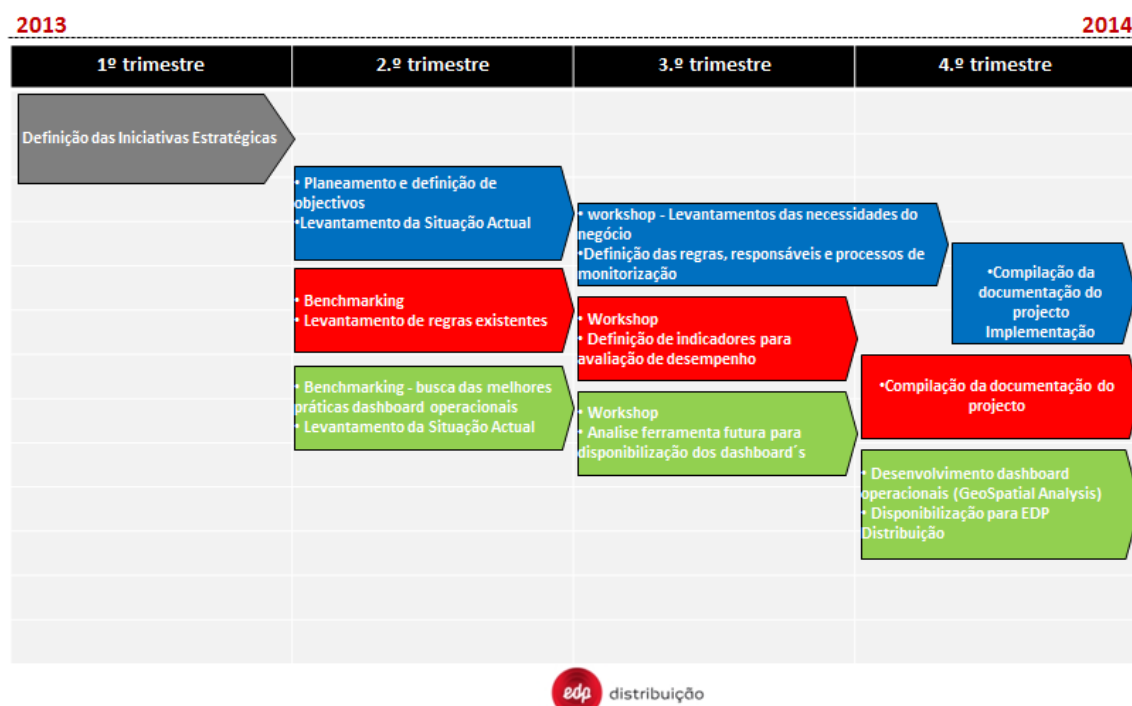 2013
2014
1º trimestre
2.º trimestre
3.º trimestre
4.º trimestre
Definição das Iniciativas Estratégicas
• Planeamento e definição de
objectivos
•Levantamento da Situação Actual
• workshop - Levantamentos das necessidades do
negócio
•Definição das regras, responsáveis e processos de
monitorização
•Compilação da
documentação do
projecto
Implementação
• Benchmarking
• Levantamento de regras existentes
• Workshop
• Definição de indicadores para
avaliação de desempenho
•Compilação da documentação do
projecto
• Benchmarking - busca das melhores
práticas dashboard operacionais
• Levantamento da Situação Actual
• Workshop
• Analise ferramenta futura para
disponibilização dos dashboard´s
• Desenvolvimento dashboard
operacionais (GeoSpatial Analysis)
• Disponibilização para EDP
Distribuição
edp distribuição